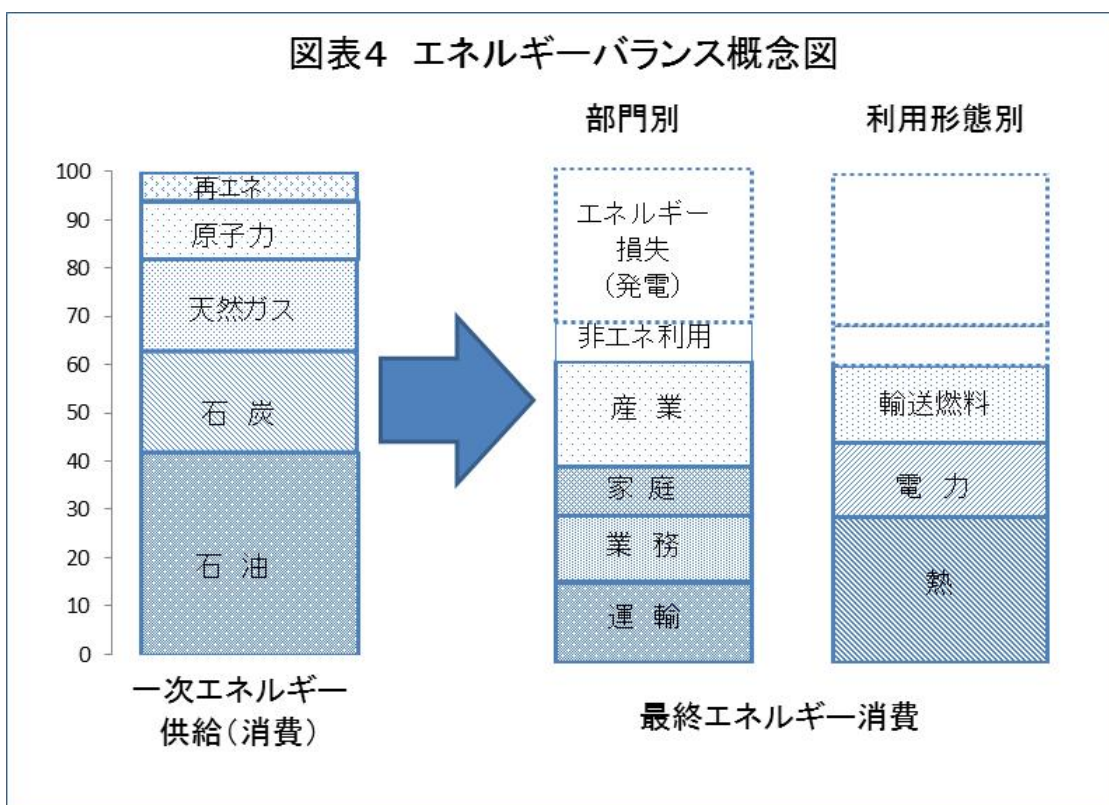 図表4 エネルギーバランス概念図
部門別
利用形態別
100
90
80
70
60
50
40
30
20
10
0
再エネ
原子力
天然ガス
石 炭
石 油
エネルギー
損失
(発電)
非エネ利用
産 業
家 庭
業 務
運 輸
輸送燃料
電 力
熱
一次エネルギー
供給(消費)
最終エネルギー消費